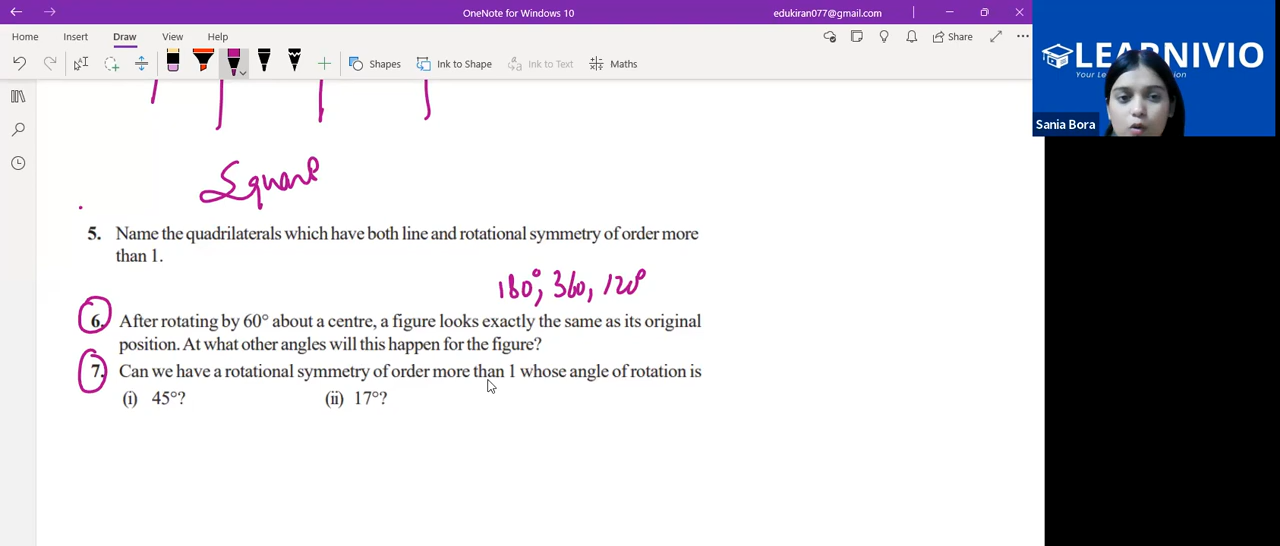 OneNote for Windows 10
edukiran077@gmail.com
Home Insert Draw View Help
Share
Shapes Ink to Shape Ink to Text Maths
LEARNIVIO
Sania Bora
Square
5. Name the quadrilaterals which have both line and rotational symmetry of order more
than 1.
180°, 360, 120°
6. After rotating by 60° about a centre, a figure looks exactly the same as its original
position. At what other angles will this happen for the figure?
7. Can we have a rotational symmetry of order more than 1 whose angle of rotation is
(i) 45°? (ii) 17°?